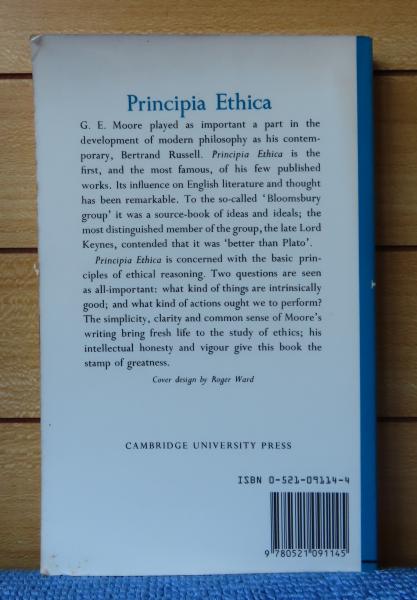 Principia Ethica
G. E. Moore played as important a part in the
development of modern philosophy as his contem-
porary, Bertrand Russell. Principia Ethica is the
first, and the most famous, of his few published
works. Its influence on English literature and thought
has been remarkable. To the so-called ‘Bloomsbury
group’ it was a source-book of ideas and ideals; the
most distinguished member of the group, the late Lord
Keynes, contended that it was ‘better than Plato’.
Principia Ethica is concerned with the basic prin-
ciples of ethical reasoning. Two questions are seen
as all-important: what kind of things are intrinsically
good; and what kind of actions ought we to perform?
The simplicity, clarity and common sense of Moore’s
writing bring fresh life to the study of ethics; his
intellectual honesty and vigour give this book the
stamp of greatness.
Cover design by Roger Ward
CAMBRIDGE UNIVERSITY PRESS
ISBN 0-521-09114-4
9 780521 091145